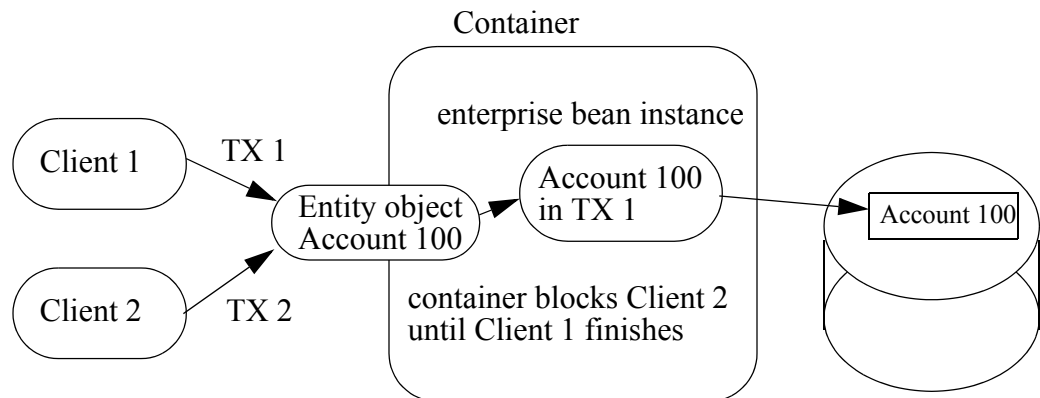 Container
enterprise bean instance
Client 1
TX 1
Entity object
Account 100
Account 100
in TX 1
Account 100
Client 2
TX 2
container blocks Client 2
until Client 1 finishes